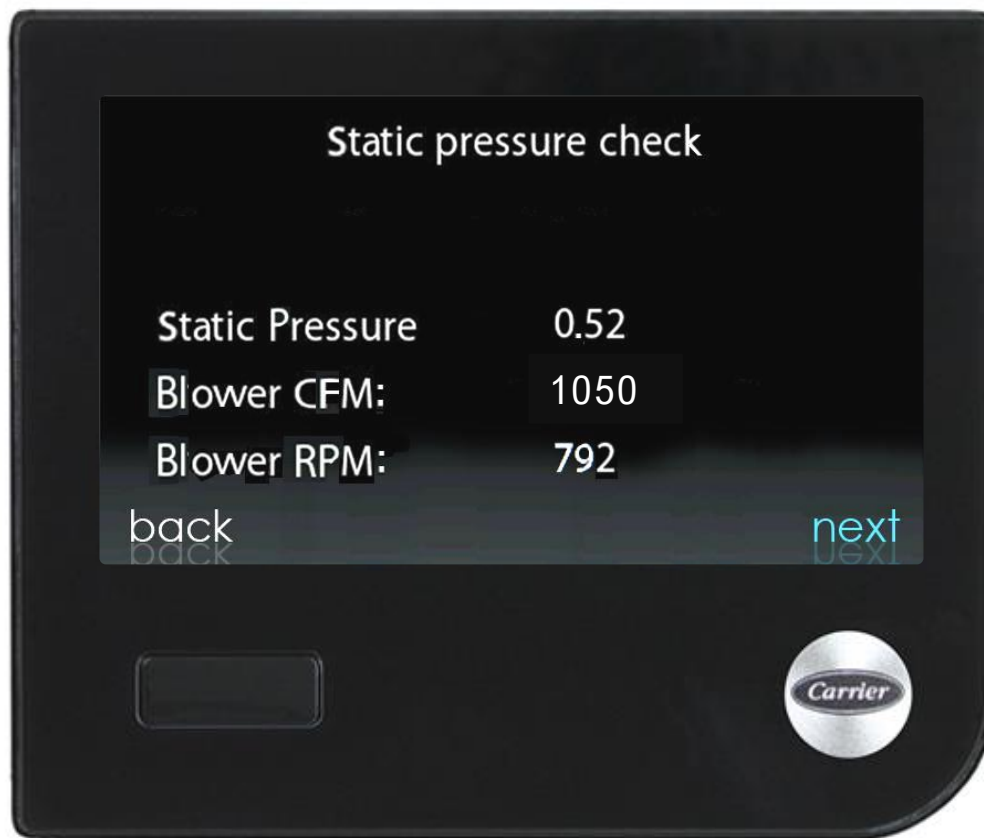 Static pressure check
Static Pressure 0.52
Blower CFM: 1050
Blower RPM: 792
back next
Carrier